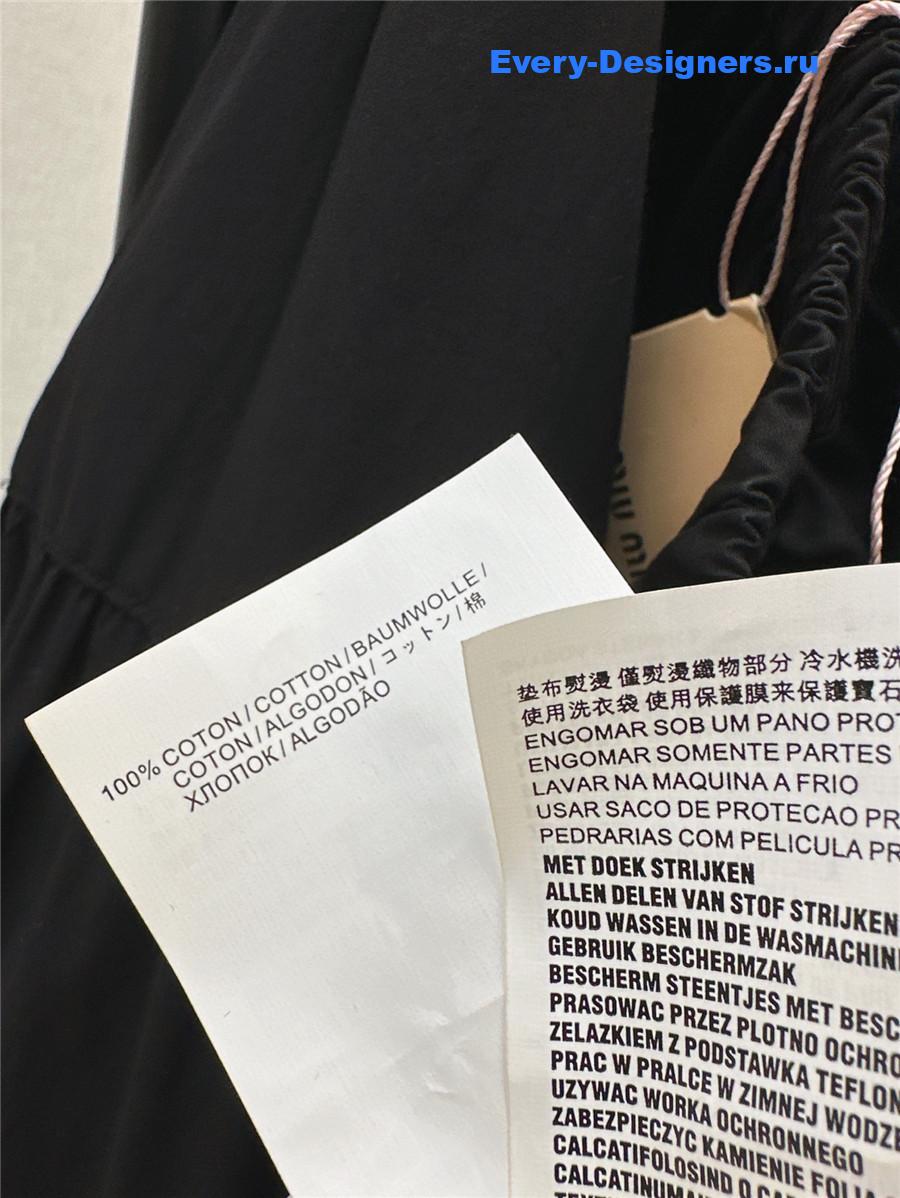 Every-Designers.ru
100% COTON / COTTON / BAUMWOLLE /
COTON / ALGODON / コットン / 棉
ХЛОПОК / ALGODÃO
垫布熨燙 僅熨燙纖物部分 冷水機洗
使用洗衣袋 使用保護膜来保護寶石
ENGOMAR SOB UM PANO PROT
ENGOMAR SOMENTE PARTES
LAVAR NA MAQUINA A FRIO
USAR SACO DE PROTECAO PR
PEDRARIAS COM PELICULA PR
MET DOEK STRIJKEN
ALLEN DELEN VAN STOF STRIJKEN
KOUD WASSEN IN DE WASMACHIN
GEBRUIK BESCHERMZAK
BESCHERM STEENTJES MET BESC
PRASOWAC PRZEZ PLOTNO OCHRO
ZELAZKIEM Z PODSTAWKA TEFLON
PRAC W PRALCE W ZIMNEJ WODZE
UZYWAC WORKA OCHRONNEGO
ZABEZPIECZYC KAMIENIE FOLIA
CALCATIFOLOSIND O